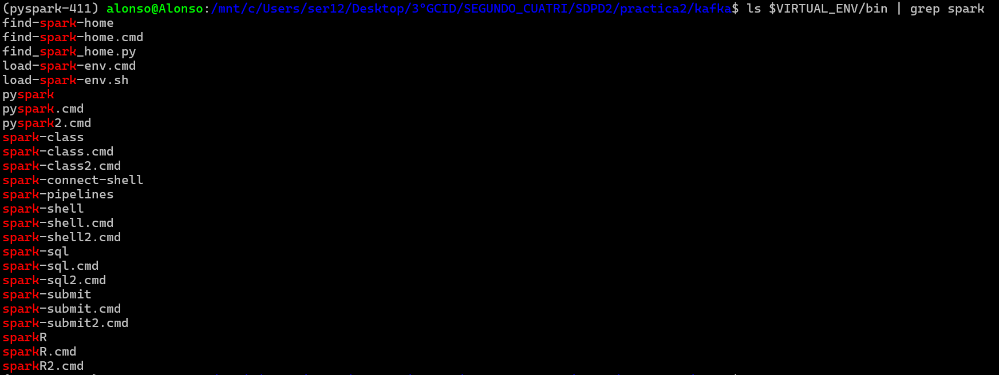 (pyspark-411) alonso@Alonso:/mnt/c/Users/ser12/Desktop/3ºGCID/SEGUNDO_CUATRI/SDPD2/practica2/kafka$ ls $VIRTUAL_ENV/bin | grep spark
find-spark-home
find-spark-home.cmd
find_spark_home.py
load-spark-env.cmd
load-spark-env.sh
pyspark
pyspark.cmd
pyspark2.cmd
spark-class
spark-class.cmd
spark-class2.cmd
spark-connect-shell
spark-pipelines
spark-shell
spark-shell.cmd
spark-shell2.cmd
spark-sql
spark-sql.cmd
spark-sql2.cmd
spark-submit
spark-submit.cmd
spark-submit2.cmd
sparkR
sparkR.cmd
sparkR2.cmd